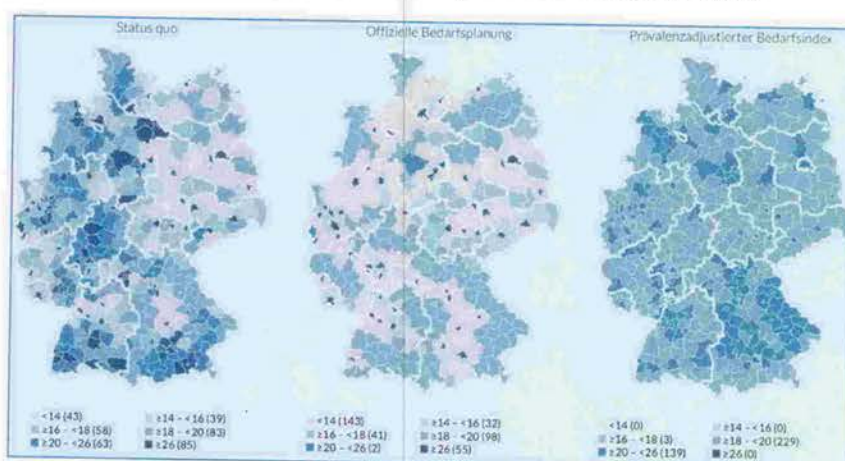 Status quo
Offizielle Bedarfsplanung
Prävalenzadjustierter Bedarfsindex
<14 (43)
≥14 – <16 (39)
≥16 – <18 (58)
≥18 – <20 (83)
≥20 – <26 (63)
≥26 (85)
<14 (143)
≥14 – <16 (32)
≥16 – <18 (41)
≥18 – <20 (98)
≥20 – <26 (2)
≥26 (55)
<14 (0)
≥14 – <16 (0)
≥16 – <18 (3)
≥18 – <20 (229)
≥20 – <26 (139)
≥26 (0)